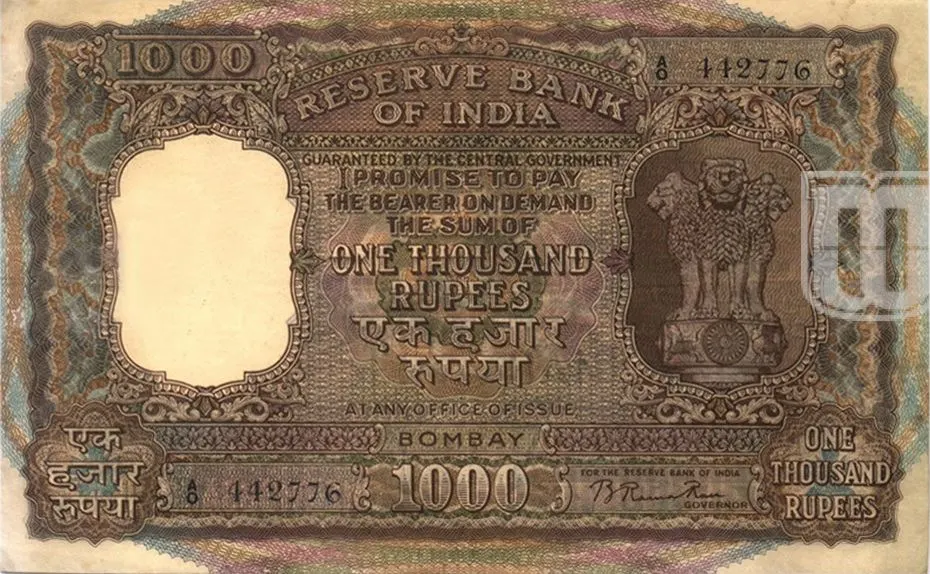 1000
A/0 442776
RESERVE BANK
OF INDIA
GUARANTEED BY THE CENTRAL GOVERNMENT
I PROMISE TO PAY
THE BEARER ON DEMAND
THE SUM OF
ONE THOUSAND
RUPEES
एक हज़ार
रुपया
AT ANY OFFICE OF ISSUE
BOMBAY
एक
हज़ार
रुपया
A/0 442776
1000
FOR THE RESERVE BANK OF INDIA
B. Rama Rau
GOVERNOR
ONE
THOUSAND
RUPEES